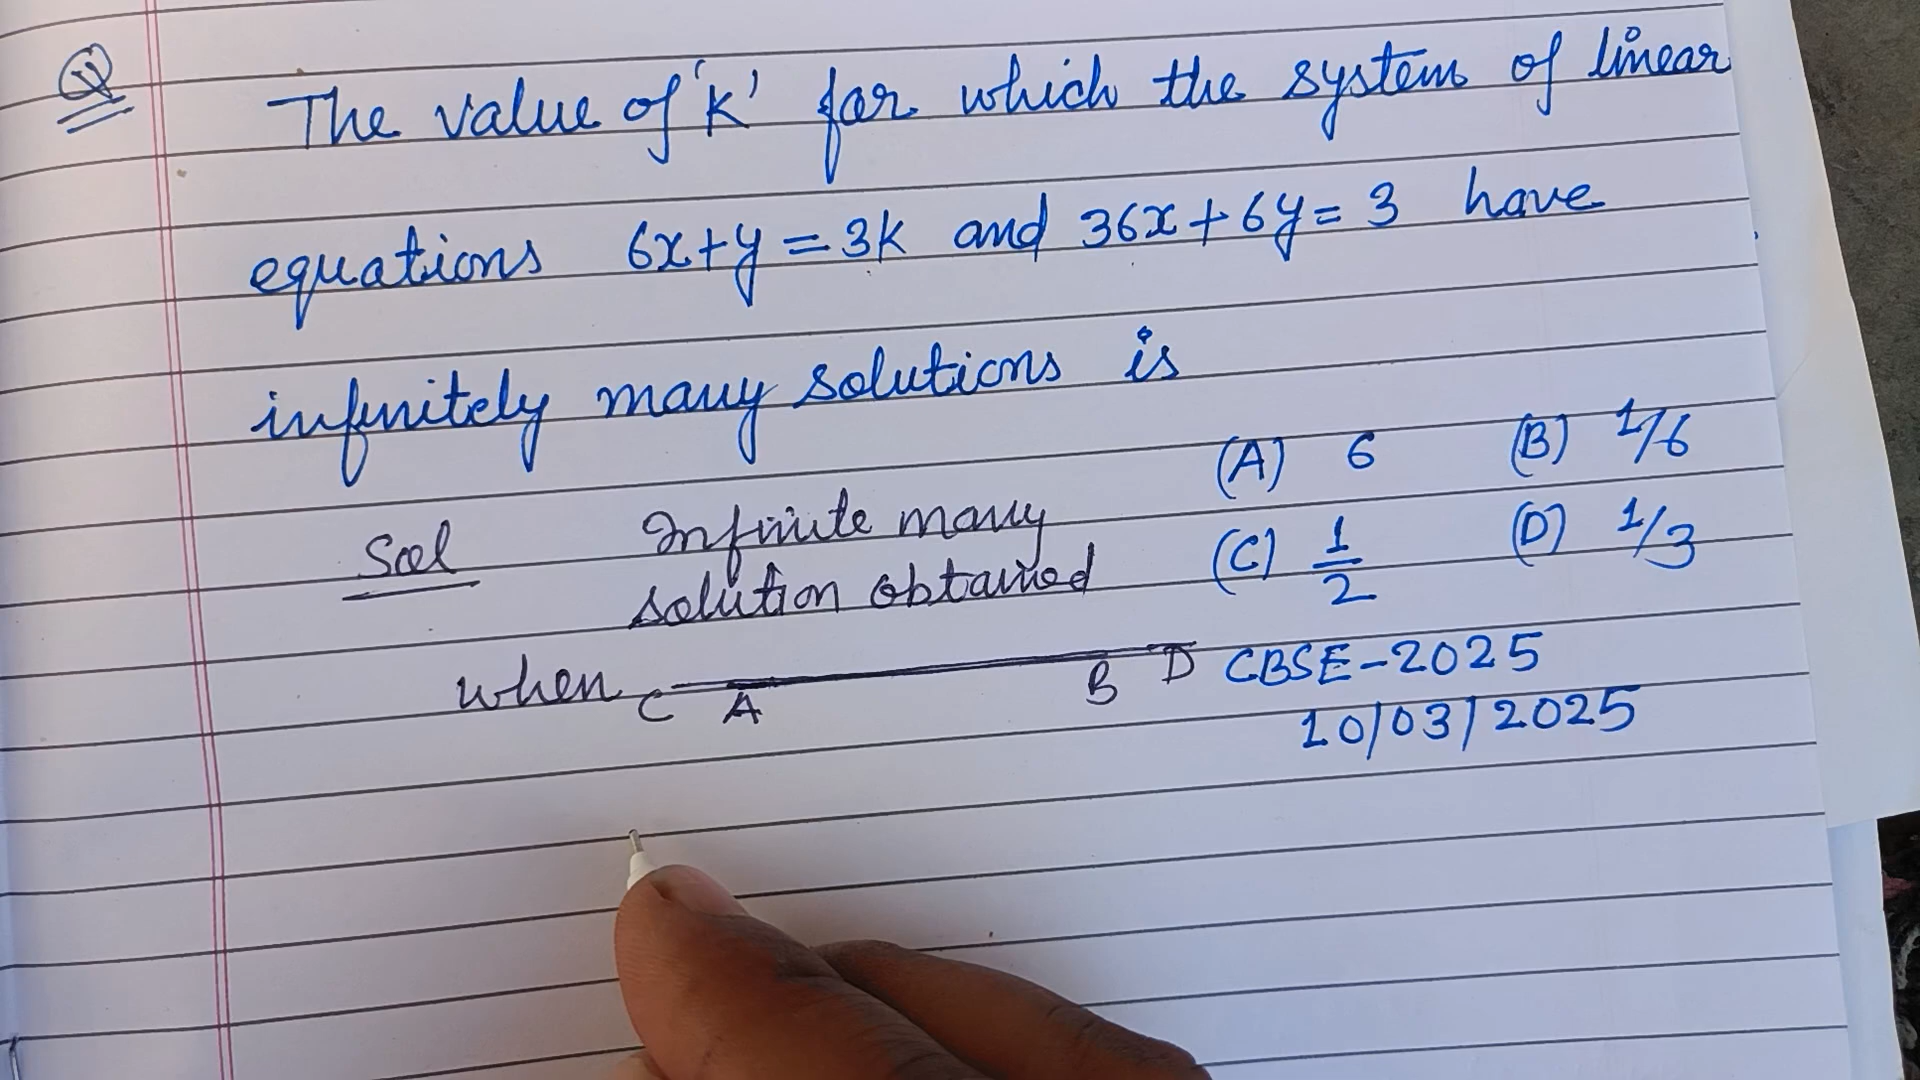 Q
The value of 'K' for which the system of linear
equations 6x+y=3K and 36x+6y=3 have
infinitely many solutions is
(A) 6 (B) 1/6
(C) 1/2 (D) 1/3
Sol Infinite many
solution obtained
when C A B D
CBSE-2025
10/03/2025